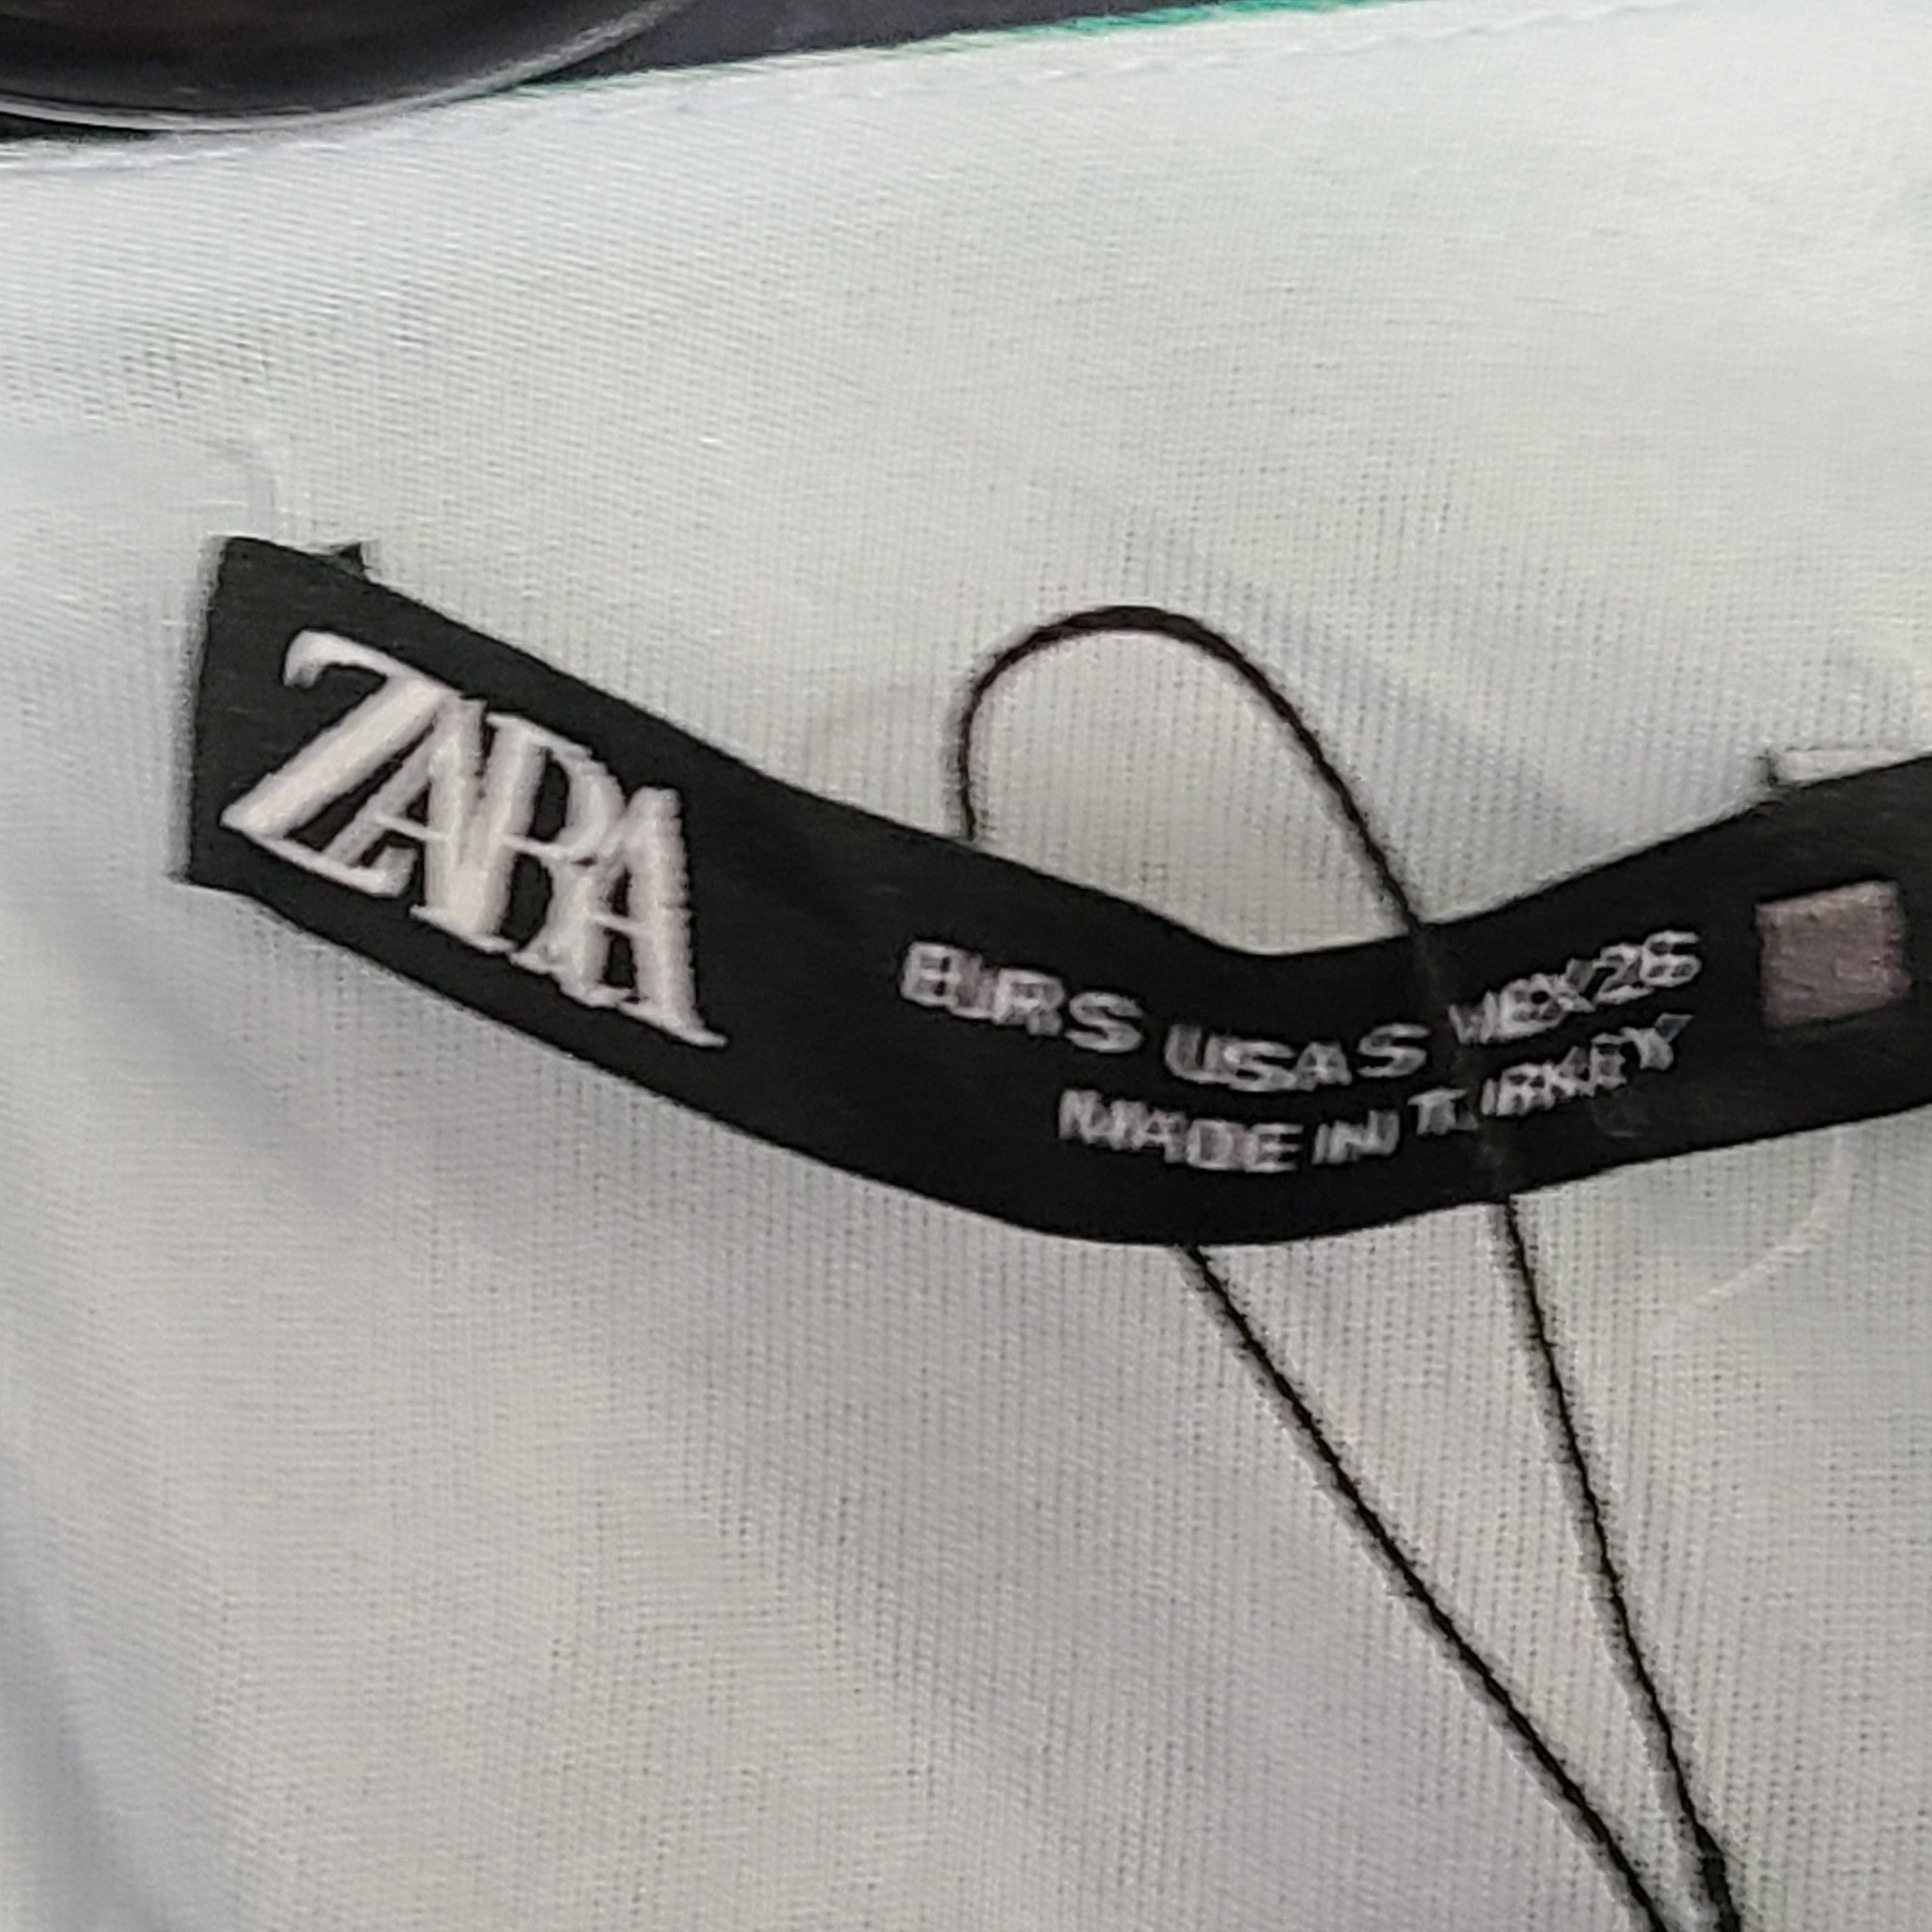 ZARA
EUR S USA S MEX 26
MADE IN TURKEY